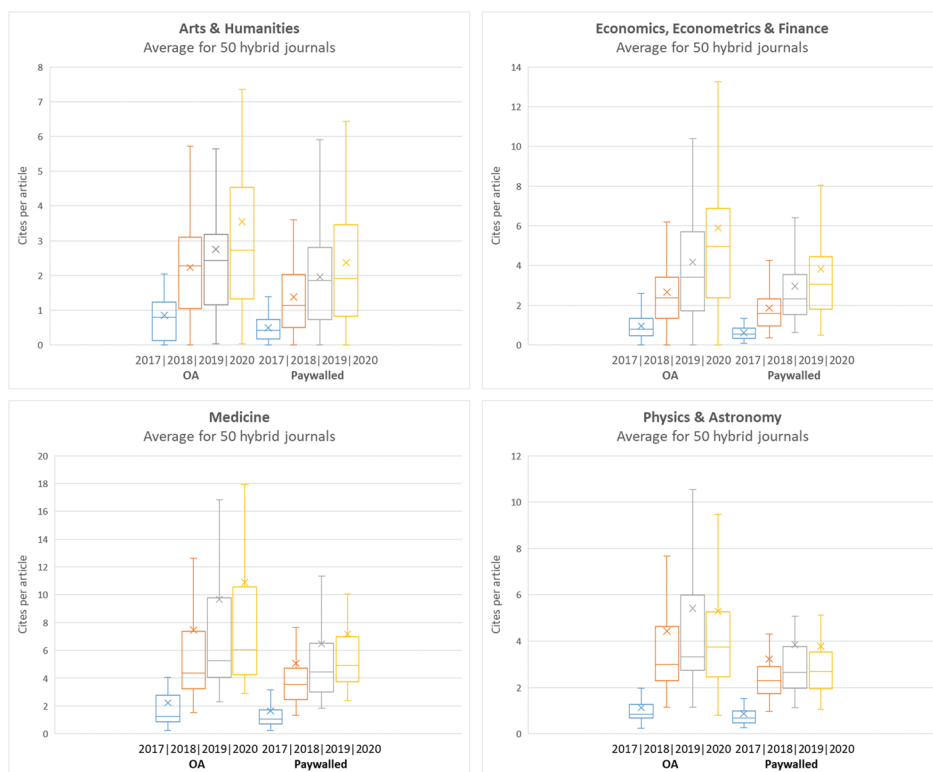 Arts & Humanities
Average for 50 hybrid journals
8
7
6
5
4
3
2
1
0
Cites per article
2017|2018|2019|2020 2017|2018|2019|2020
OA Paywalled
Economics, Econometrics & Finance
Average for 50 hybrid journals
14
12
10
8
6
4
2
0
Cites per article
2017|2018|2019|2020 2017|2018|2019|2020
OA Paywalled
Medicine
Average for 50 hybrid journals
20
18
16
14
12
10
8
6
4
2
0
Cites per article
2017|2018|2019|2020 2017|2018|2019|2020
OA Paywalled
Physics & Astronomy
Average for 50 hybrid journals
12
10
8
6
4
2
0
Cites per article
2017|2018|2019|2020 2017|2018|2019|2020
OA Paywalled